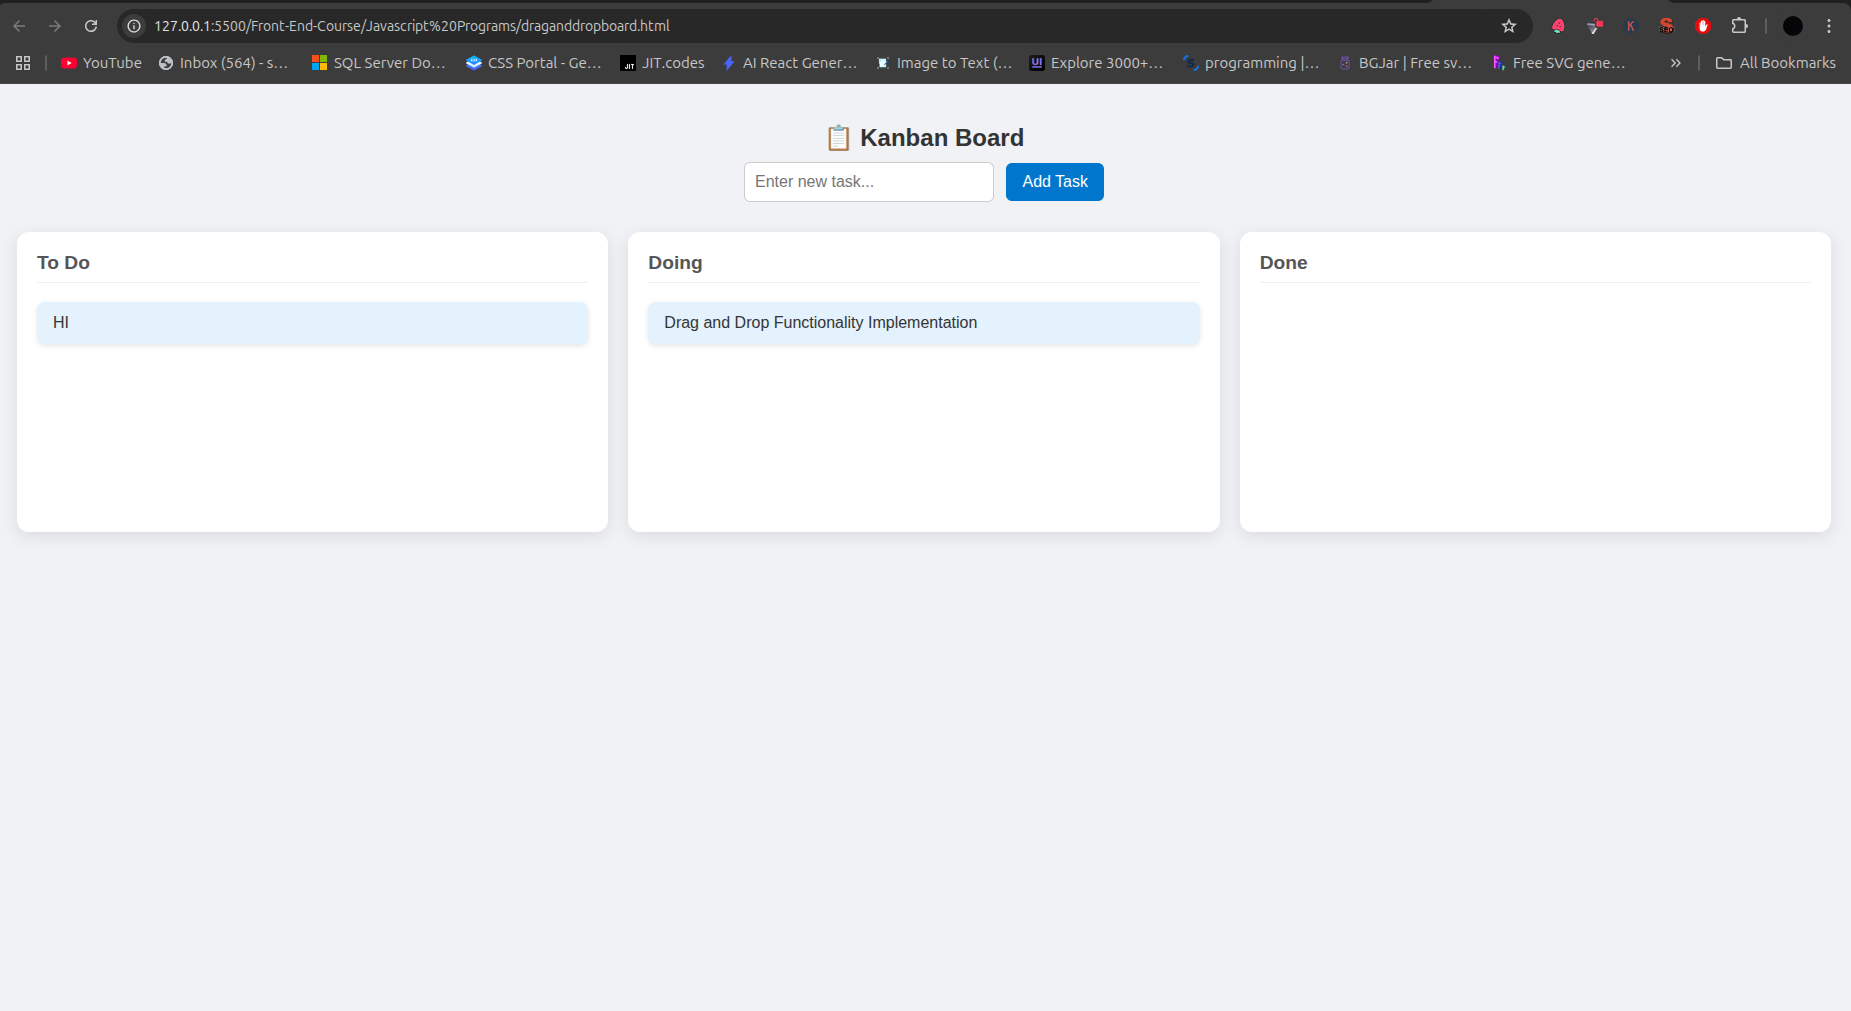 127.0.0.1:5500/Front-End-Course/Javascript%20Programs/draganddropboard.html
K
SEO
YouTube
Inbox (564) - s...
SQL Server Do...
CSS Portal - Ge...
JIT
JIT.codes
AI React Gener...
Image to Text (...
UI
Explore 3000+...
S
programming |...
BGJar | Free sv...
Free SVG gene...
All Bookmarks
📋 Kanban Board
Enter new task...
Add Task
To Do
Doing
Done
HI
Drag and Drop Functionality Implementation